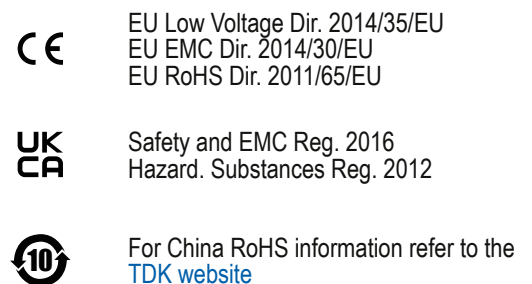 CE
EU Low Voltage Dir. 2014/35/EU
EU EMC Dir. 2014/30/EU
EU RoHS Dir. 2011/65/EU
UK
CA
Safety and EMC Reg. 2016
Hazard. Substances Reg. 2012
10
For China RoHS information refer to the
TDK website